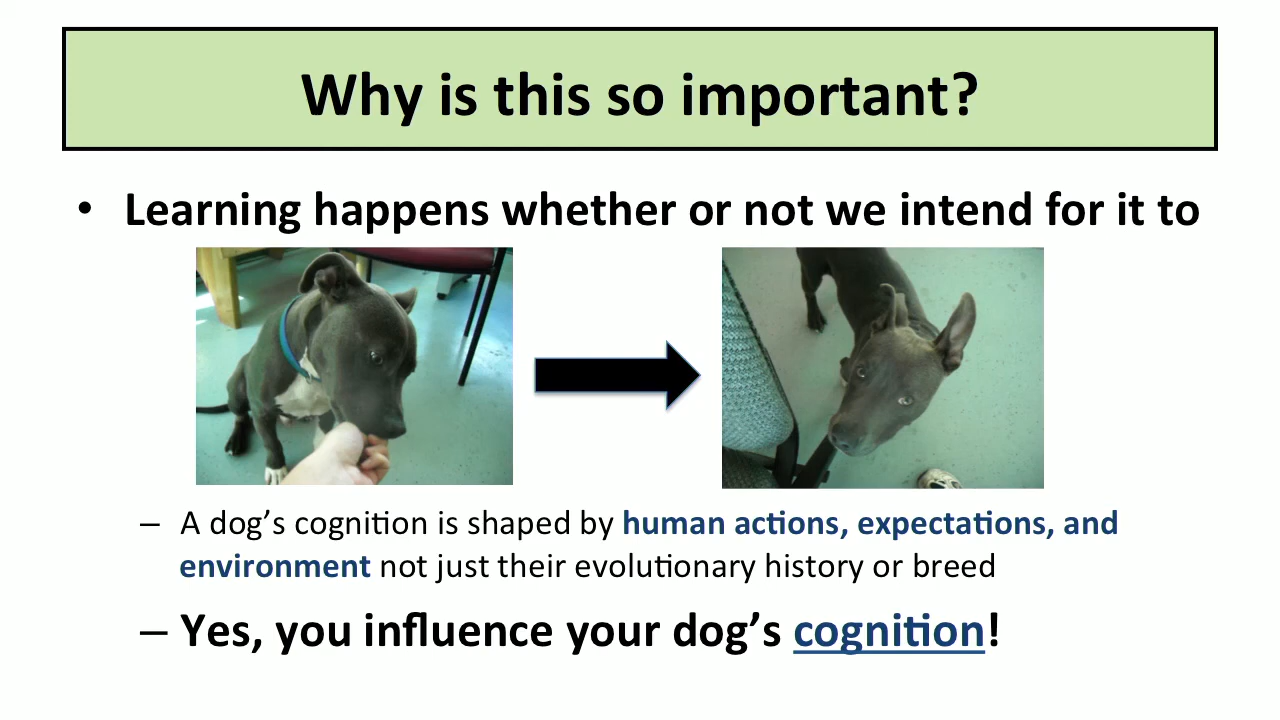 Why is this so important?
• Learning happens whether or not we intend for it to
– A dog’s cognition is shaped by human actions, expectations, and
environment not just their evolutionary history or breed
– Yes, you influence your dog’s cognition!